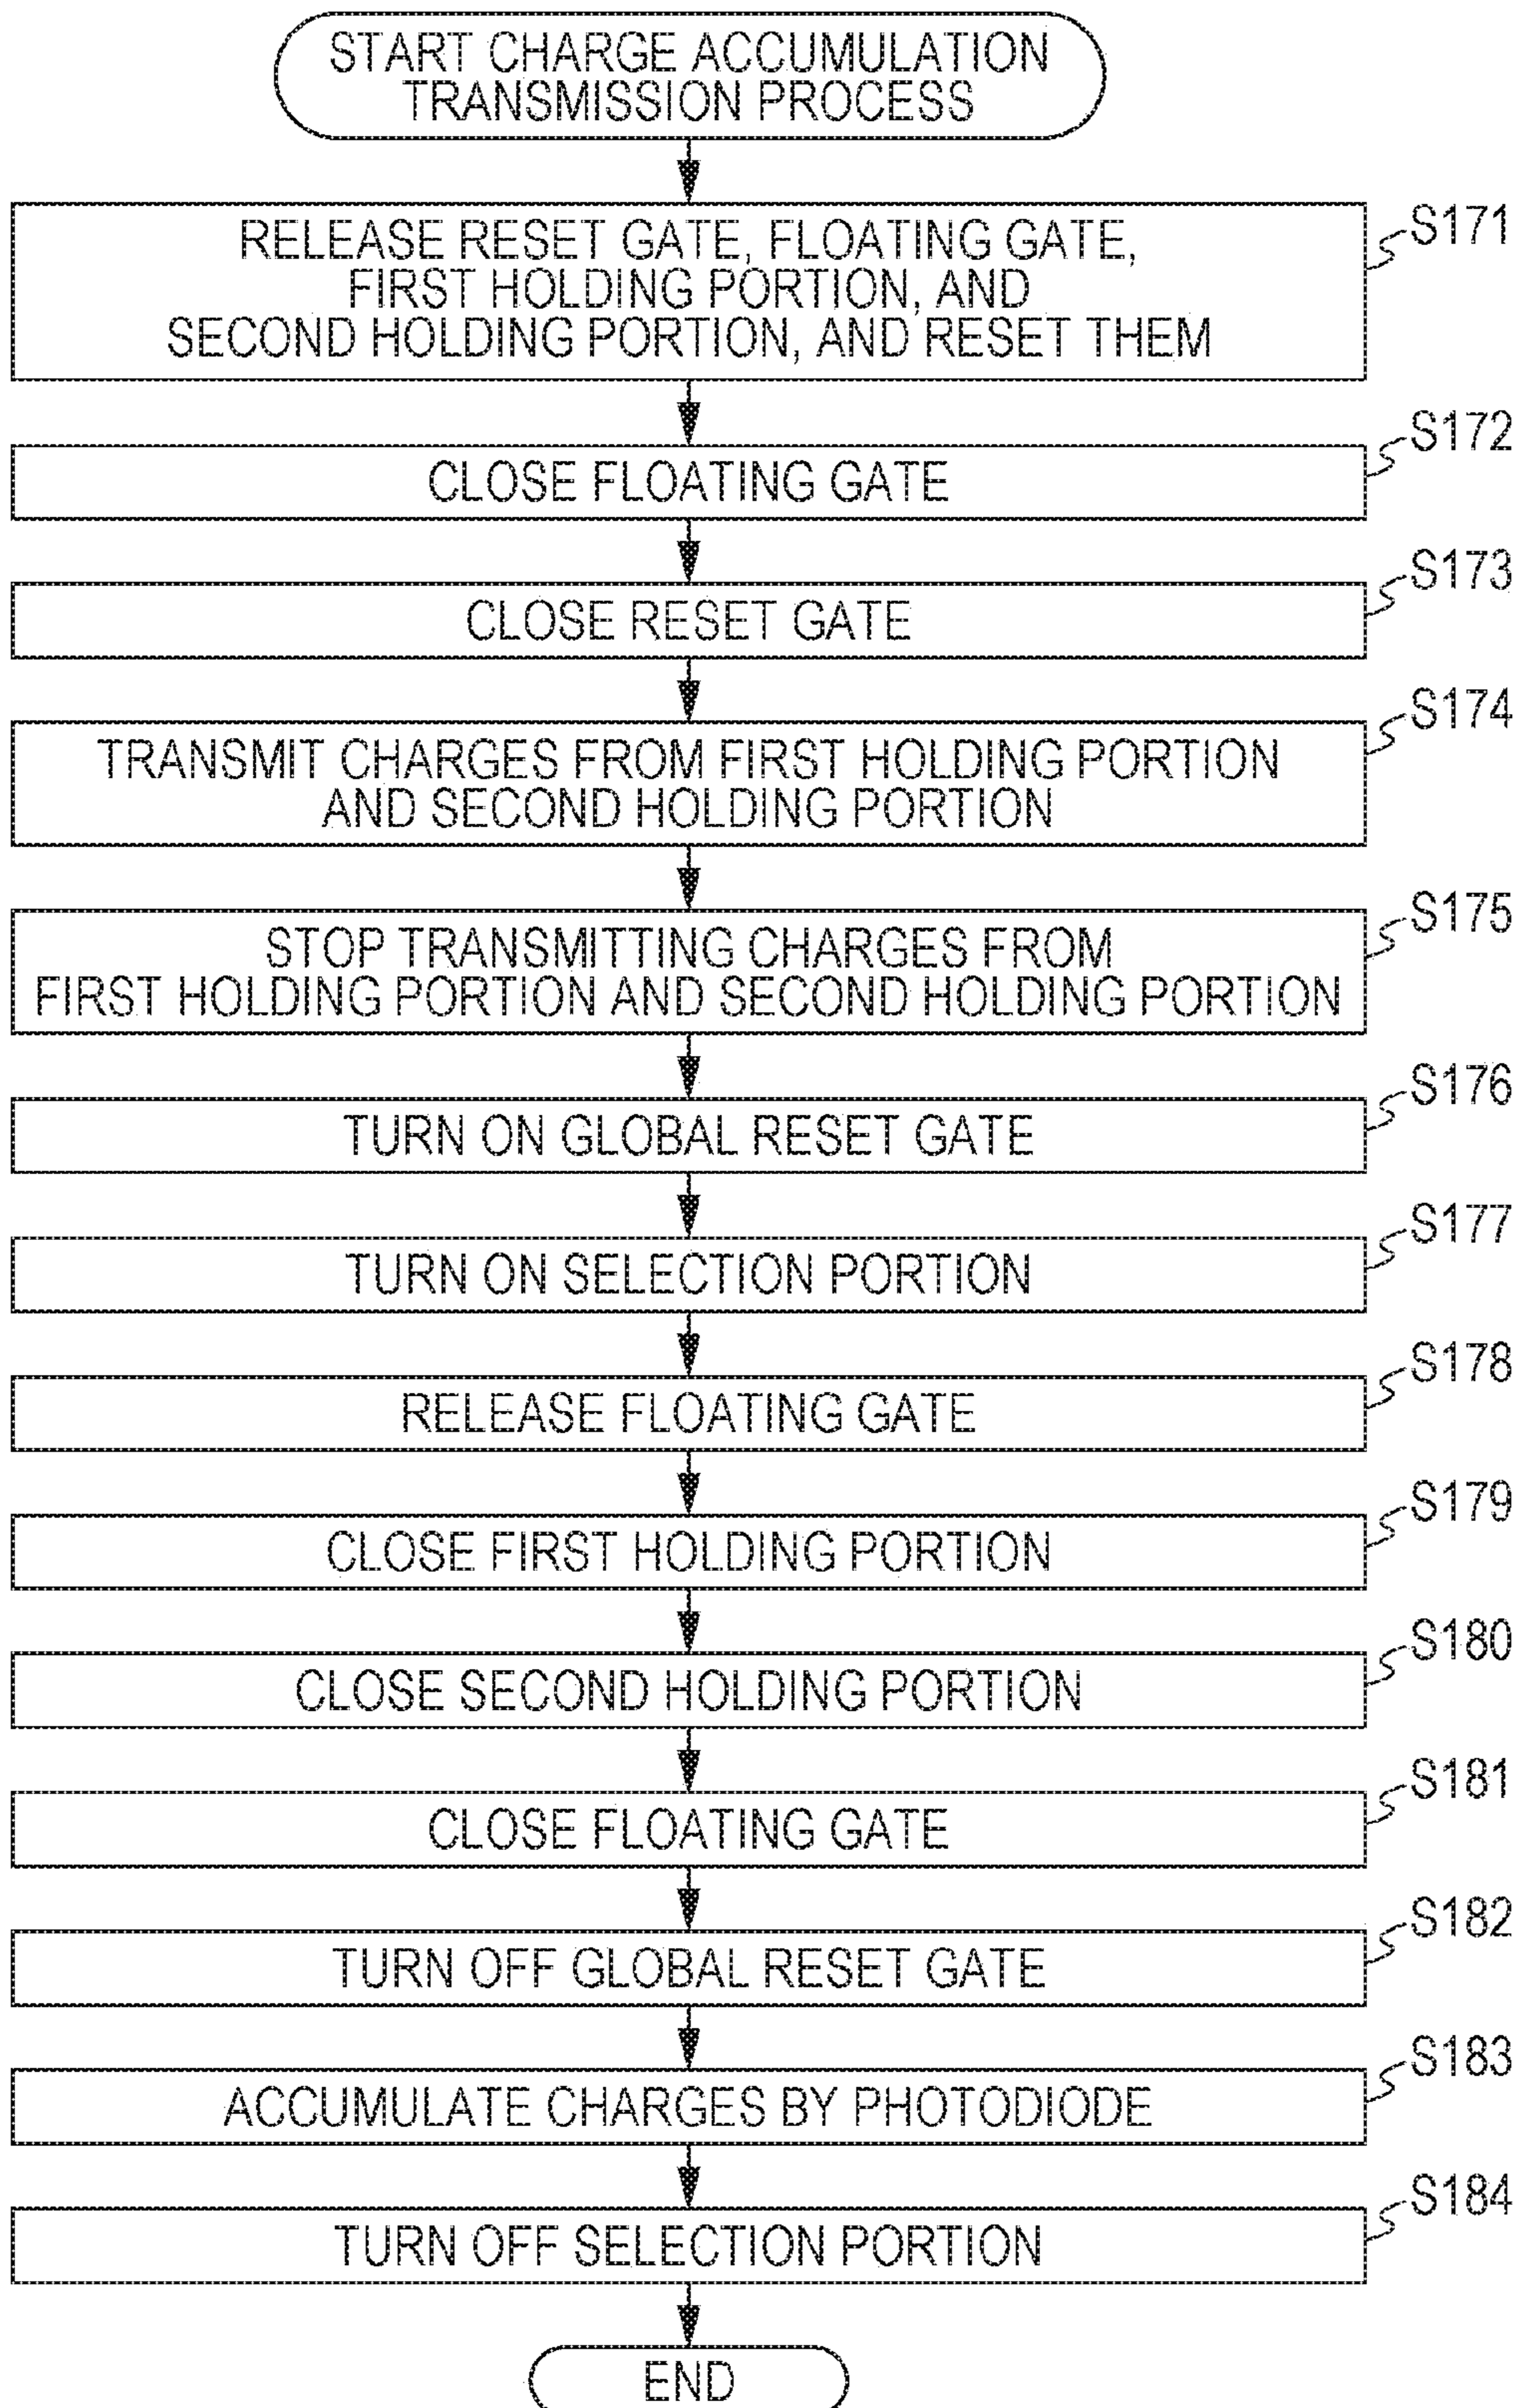 START CHARGE ACCUMULATION
TRANSMISSION PROCESS
RELEASE RESET GATE, FLOATING GATE,
FIRST HOLDING PORTION, AND
SECOND HOLDING PORTION, AND RESET THEM
S171
CLOSE FLOATING GATE
S172
CLOSE RESET GATE
S173
TRANSMIT CHARGES FROM FIRST HOLDING PORTION
AND SECOND HOLDING PORTION
S174
STOP TRANSMITTING CHARGES FROM
FIRST HOLDING PORTION AND SECOND HOLDING PORTION
S175
TURN ON GLOBAL RESET GATE
S176
TURN ON SELECTION PORTION
S177
RELEASE FLOATING GATE
S178
CLOSE FIRST HOLDING PORTION
S179
CLOSE SECOND HOLDING PORTION
S180
CLOSE FLOATING GATE
S181
TURN OFF GLOBAL RESET GATE
S182
ACCUMULATE CHARGES BY PHOTODIODE
S183
TURN OFF SELECTION PORTION
S184
END